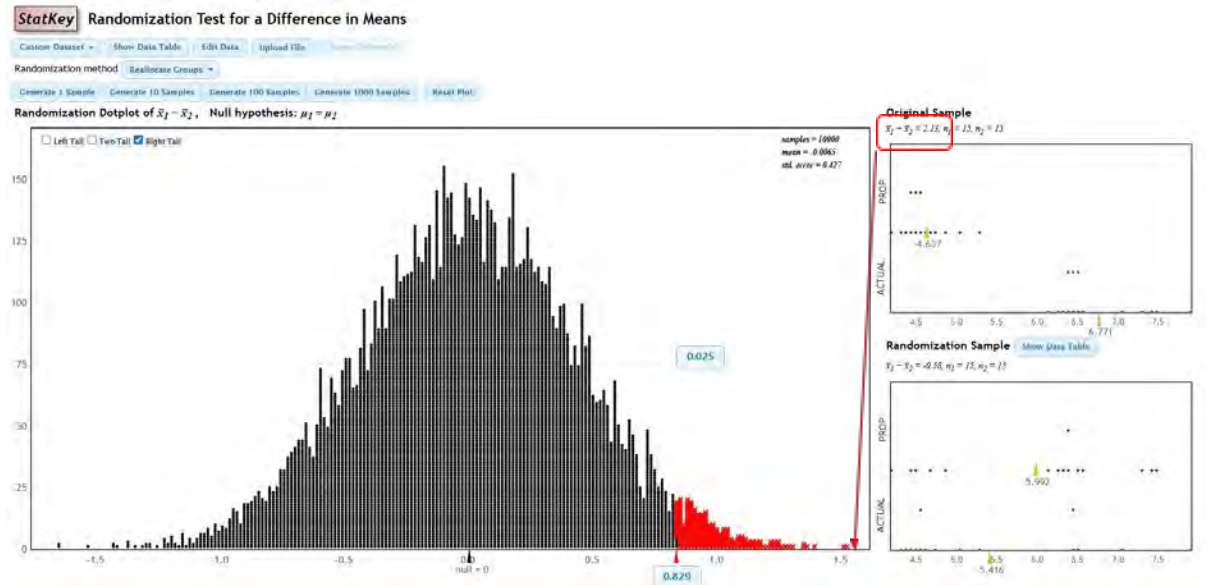 StatKey Randomization Test for a Difference in Means
Custom Dataset Show Data Table Edit Data Upload File
Randomization method Reallocate Groups
Generate 1 Sample Generate 10 Samples Generate 100 Samples Generate 1000 Samples Reset Plot
Randomization Dotplot of x̄1 − x̄2 , Null hypothesis: μ1 = μ2
Left Tail Two-Tail Right Tail
samples = 10000
mean = -0.0065
std. error = 0.427
150
125
100
75
50
25
0
0.025
-1.5 -1.0 -0.5 0.0 0.5 1.0 1.5
null = 0
0.829
Original Sample
x̄1 − x̄2 = 2.13, n1 = 15, n2 = 15
PROP
4.627
ACTUAL
4.5 5.0 5.5 6.0 6.5 7.0 7.5
6.771
Randomization Sample Show Data Table
x̄1 − x̄2 = -0.58, n1 = 15, n2 = 15
PROP
5.992
ACTUAL
4.5 5.0 5.5 6.0 6.5 7.0 7.5
5.416